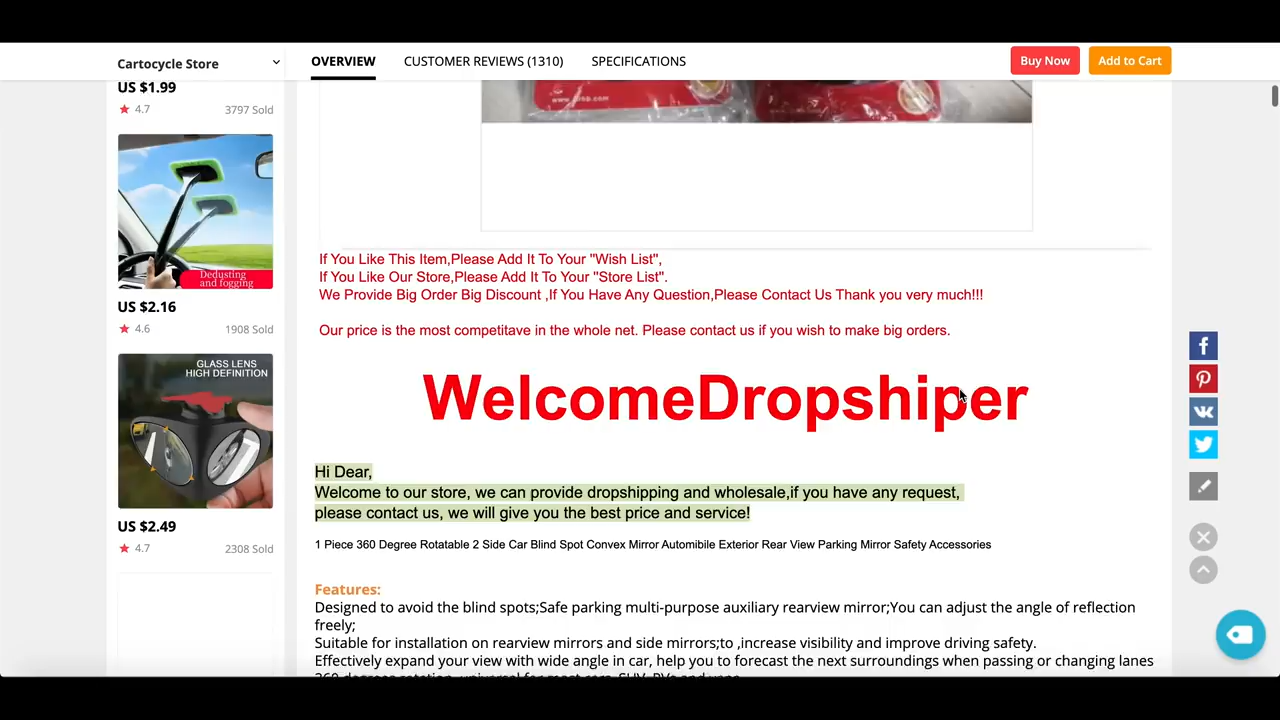 Cartocycle Store
OVERVIEW
CUSTOMER REVIEWS (1310)
SPECIFICATIONS
Buy Now
Add to Cart
US $1.99
4.7
3797 Sold
Dedusting
and fogging
US $2.16
4.6
1908 Sold
GLASS LENS
HIGH DEFINITION
US $2.49
4.7
2308 Sold
If You Like This Item,Please Add It To Your "Wish List",
If You Like Our Store,Please Add It To Your "Store List".
We Provide Big Order Big Discount ,If You Have Any Question,Please Contact Us Thank you very much!!!
Our price is the most competitave in the whole net. Please contact us if you wish to make big orders.
WelcomeDropshiper
Hi Dear,
Welcome to our store, we can provide dropshipping and wholesale,if you have any request,
please contact us, we will give you the best price and service!
1 Piece 360 Degree Rotatable 2 Side Car Blind Spot Convex Mirror Automibile Exterior Rear View Parking Mirror Safety Accessories
Features:
Designed to avoid the blind spots;Safe parking multi-purpose auxiliary rearview mirror;You can adjust the angle of reflection
freely;
Suitable for installation on rearview mirrors and side mirrors;to ,increase visibility and improve driving safety.
Effectively expand your view with wide angle in car, help you to forecast the next surroundings when passing or changing lanes